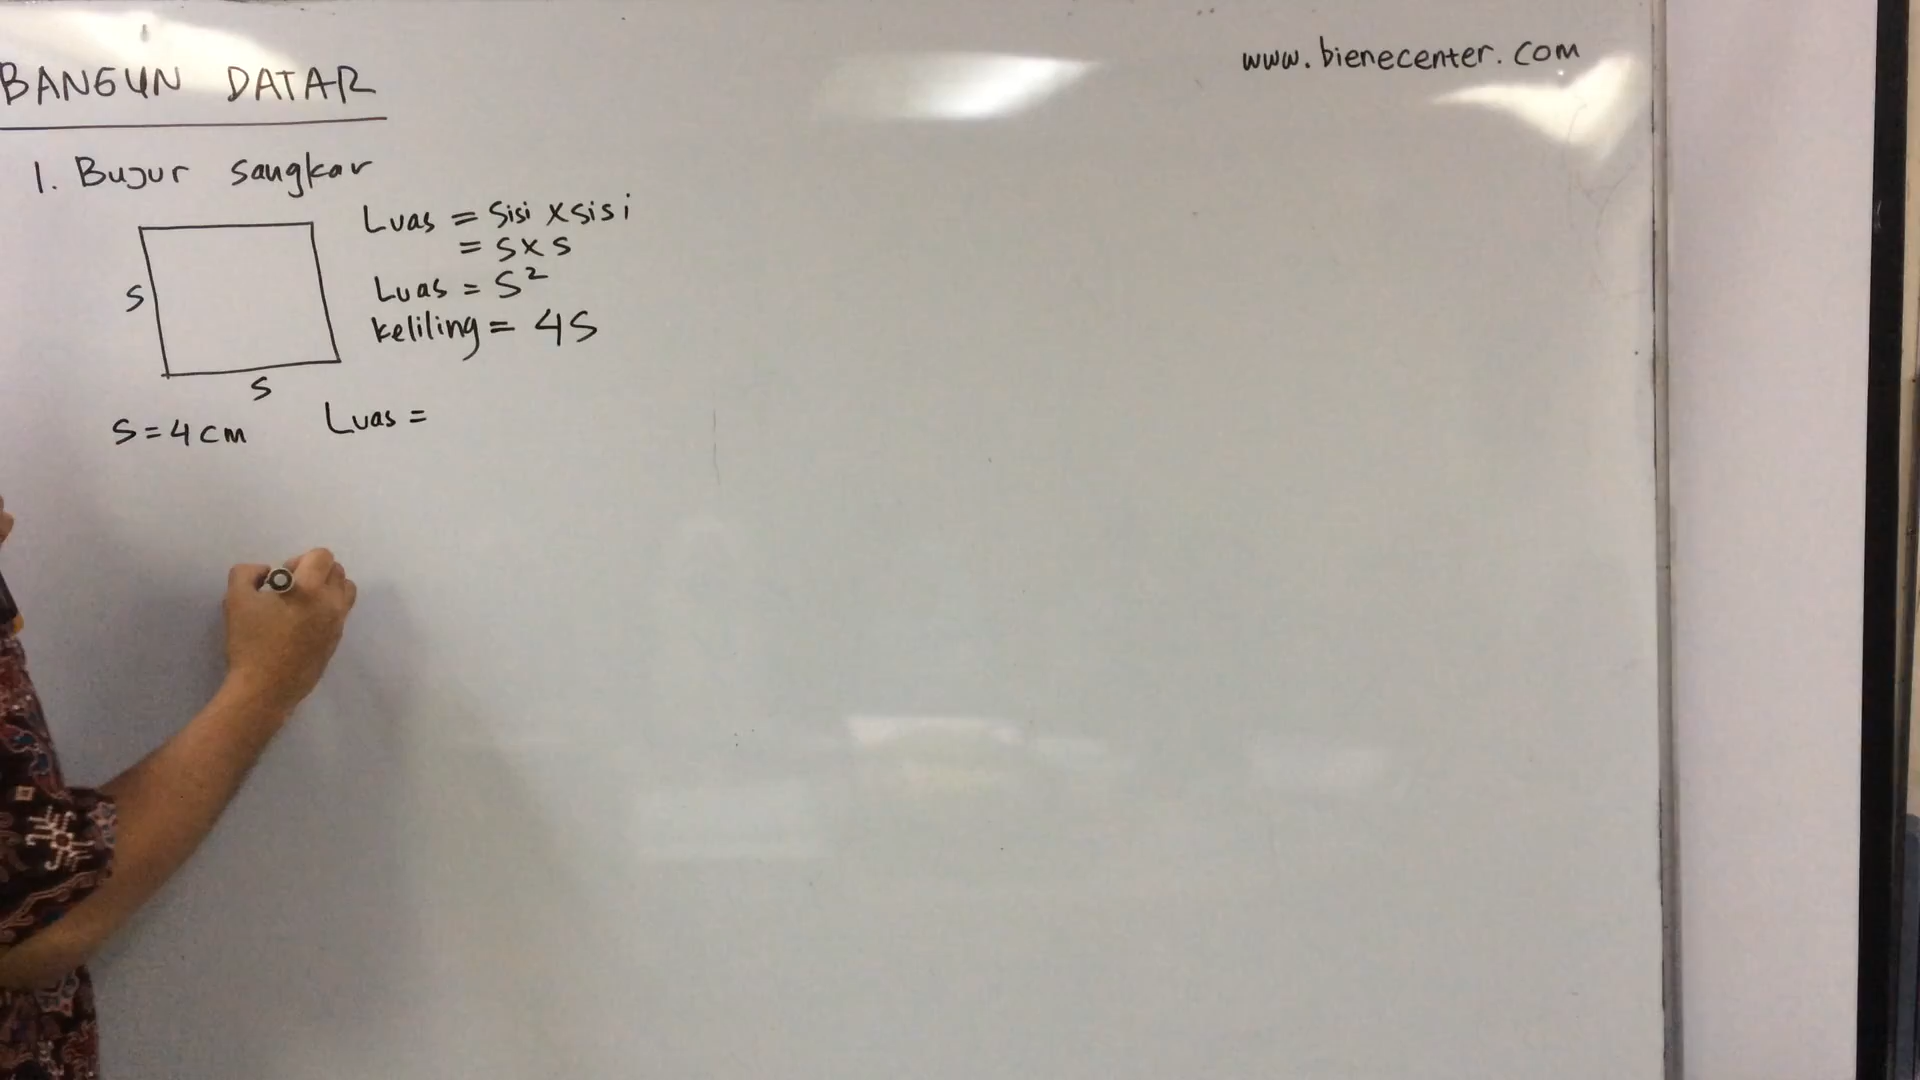 www.bienecenter.com
BANGUN DATAR
1. Bujur sangkar
Luas = sisi x sisi
= s x s
Luas = s²
keliling = 4s
s
s
s = 4 cm
Luas =